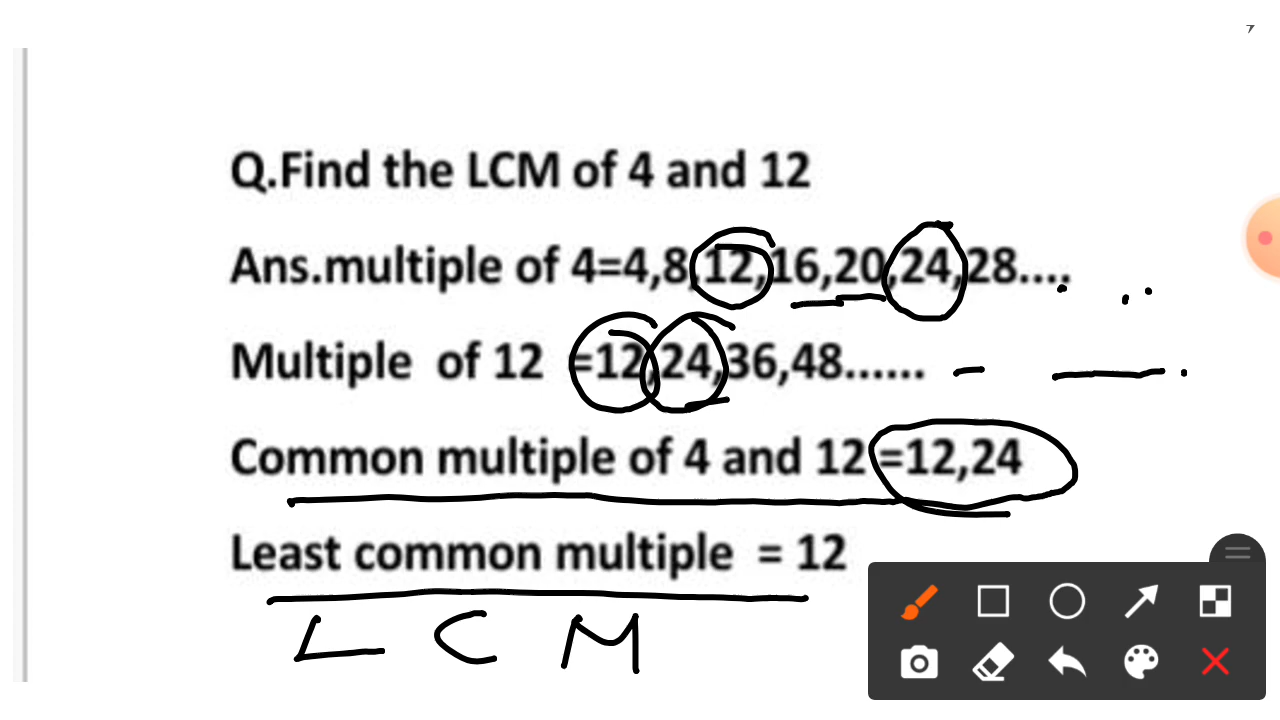 Q.Find the LCM of 4 and 12
Ans.multiple of 4=4,8,12,16,20,24,28....
Multiple of 12 =12,24,36,48......
Common multiple of 4 and 12 =12,24
Least common multiple = 12
L C M